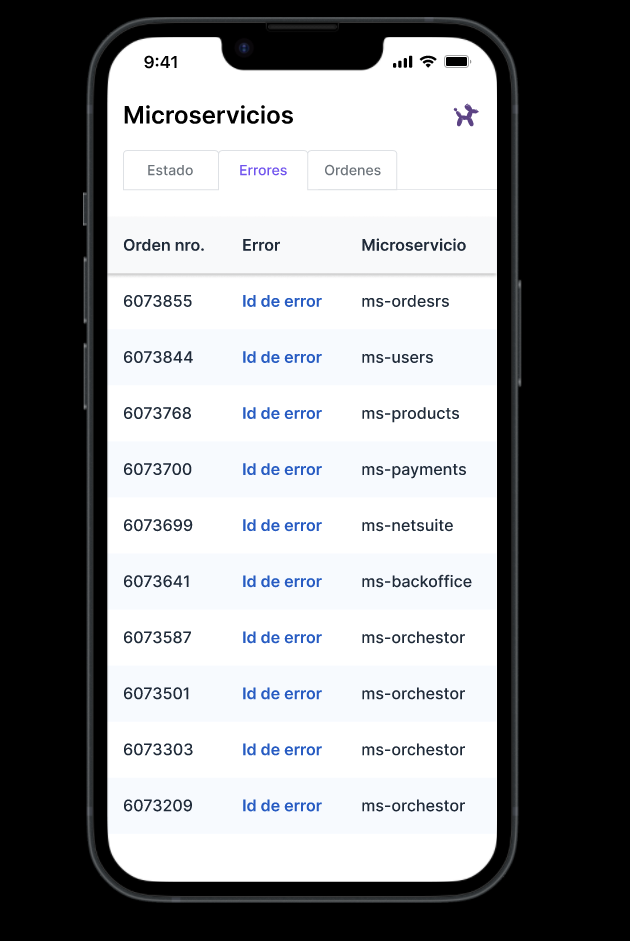 9:41
Microservicios
Estado Errores Ordenes
Orden nro. Error Microservicio
6073855 Id de error ms-ordesrs
6073844 Id de error ms-users
6073768 Id de error ms-products
6073700 Id de error ms-payments
6073699 Id de error ms-netsuite
6073641 Id de error ms-backoffice
6073587 Id de error ms-orchestor
6073501 Id de error ms-orchestor
6073303 Id de error ms-orchestor
6073209 Id de error ms-orchestor